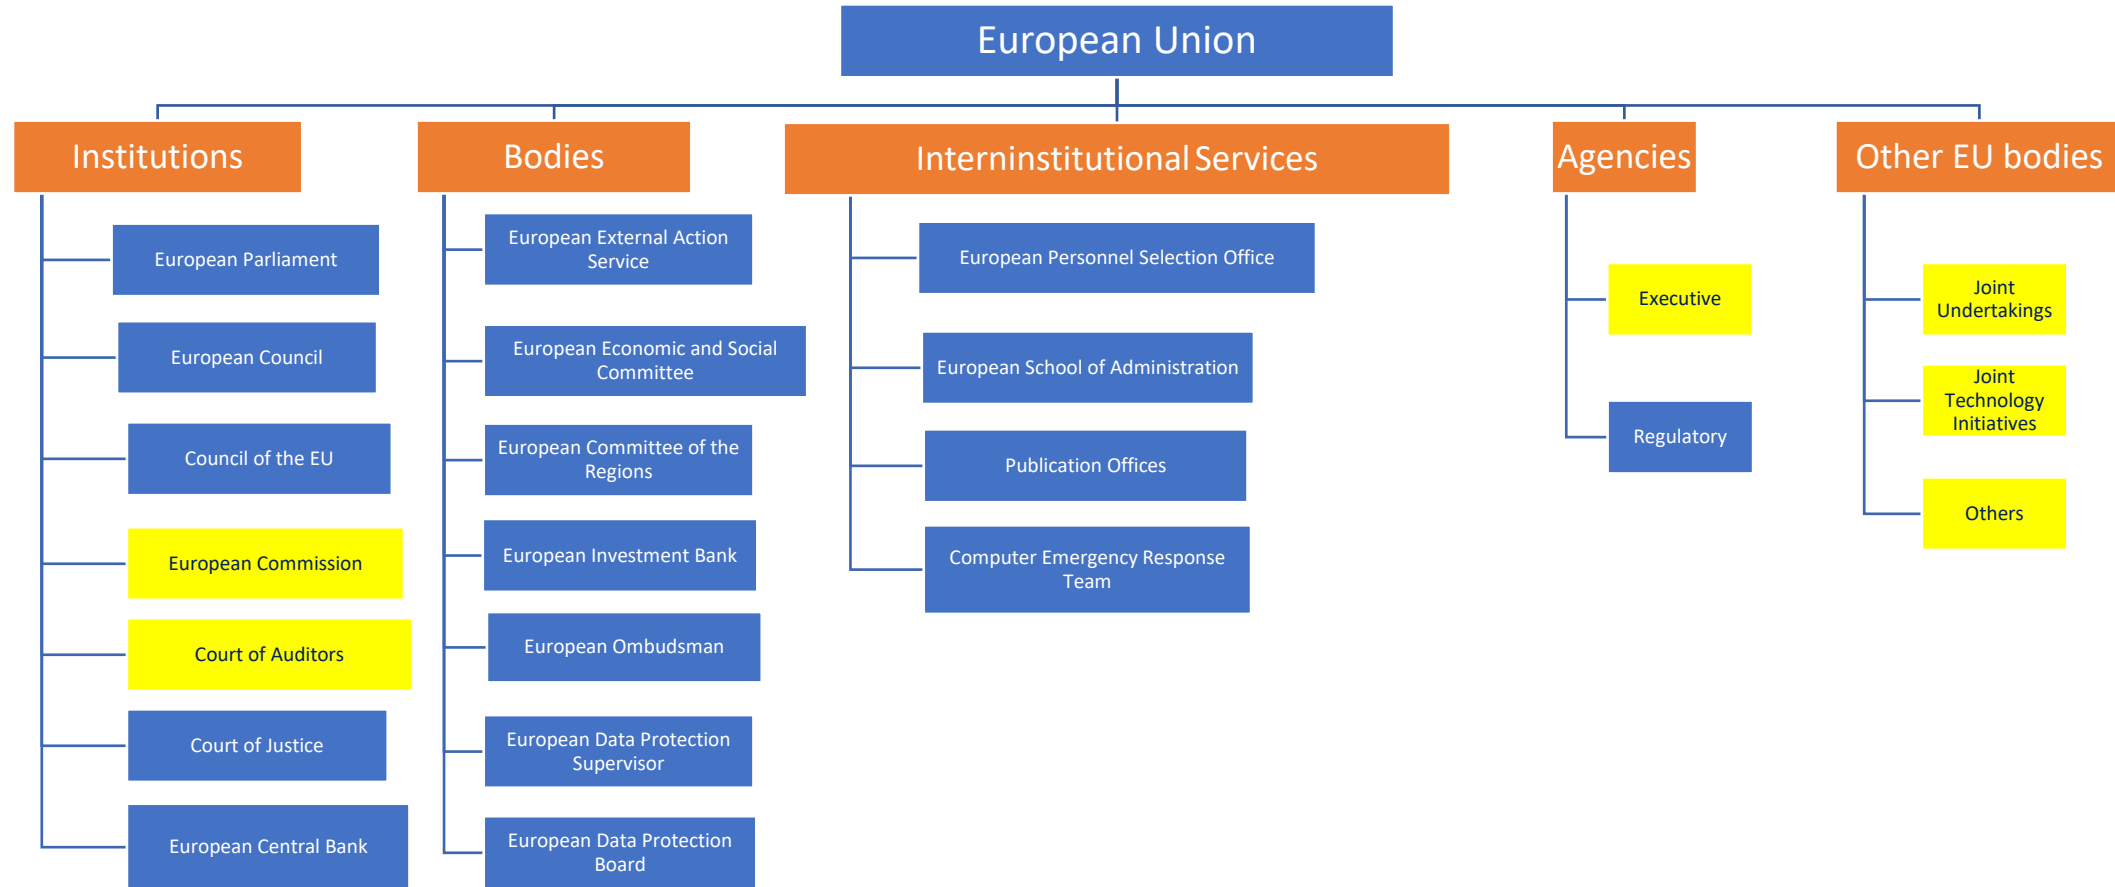 European Union
Institutions
European Parliament
European Council
Council of the EU
European Commission
Court of Auditors
Court of Justice
European Central Bank
Bodies
European External Action
Service
European Economic and Social
Committee
European Committee of the
Regions
European Investment Bank
European Ombudsman
European Data Protection
Supervisor
European Data Protection
Board
Interninstitutional Services
European Personnel Selection Office
European School of Administration
Publication Offices
Computer Emergency Response
Team
Agencies
Executive
Regulatory
Other EU bodies
Joint
Undertakings
Joint
Technology
Initiatives
Others